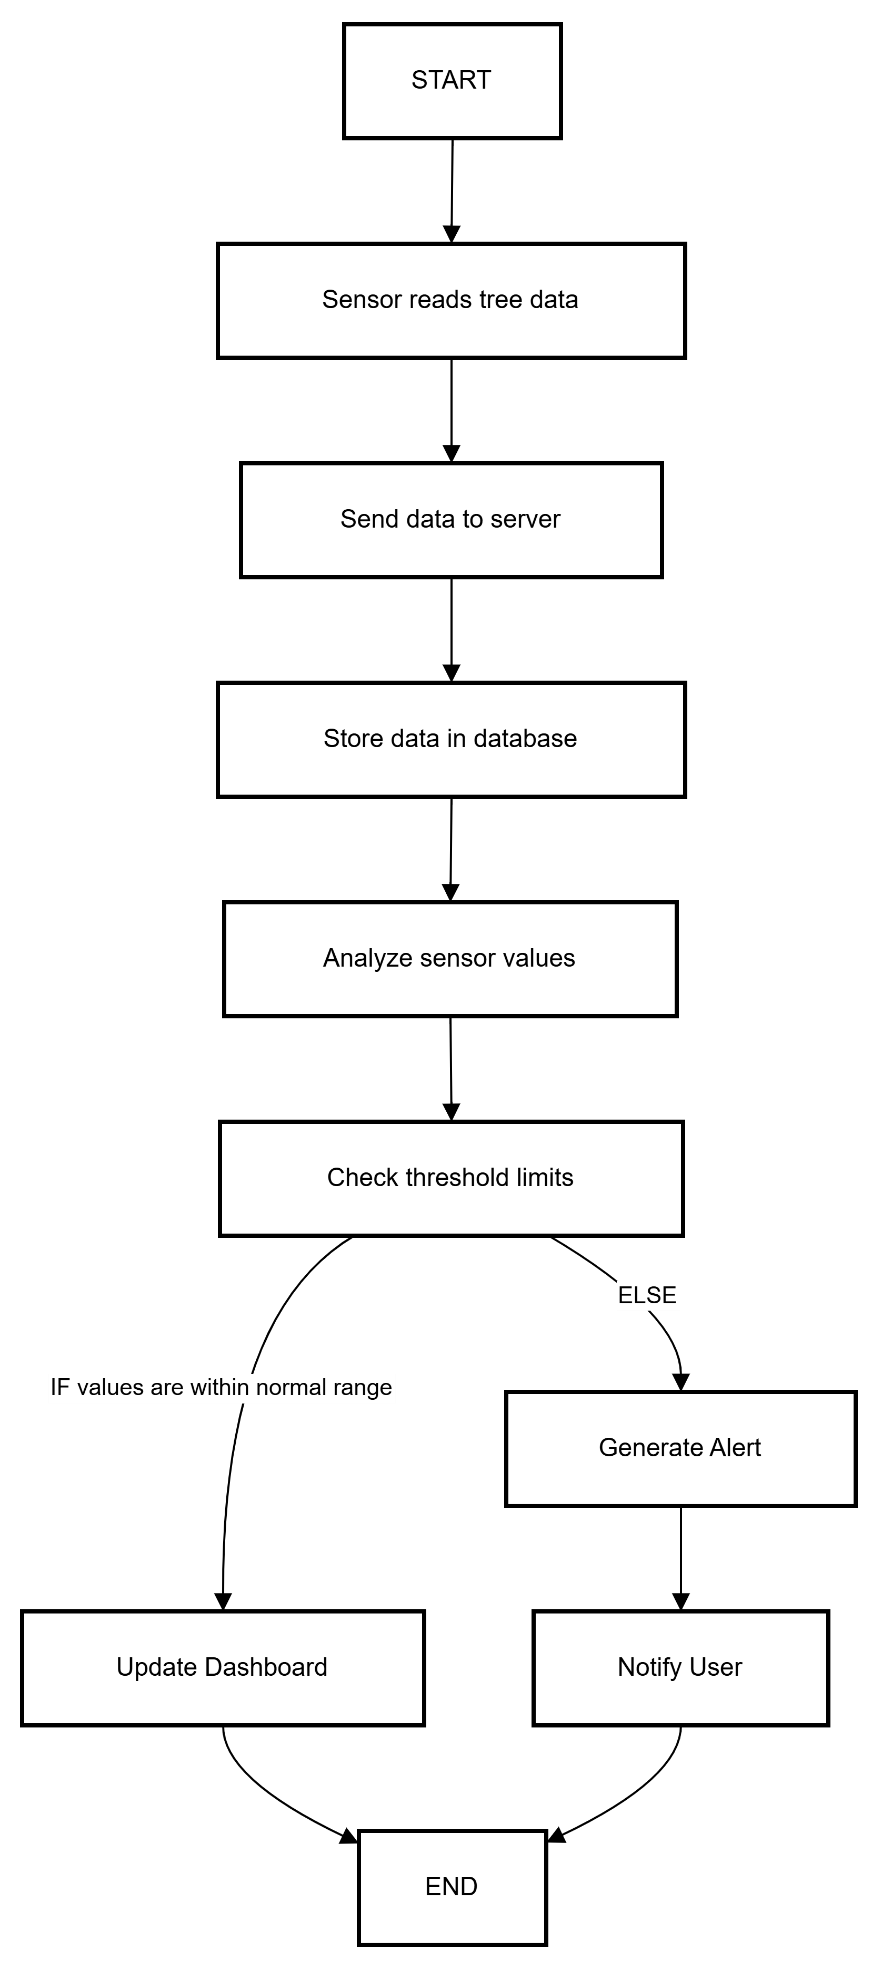 START
Sensor reads tree data
Send data to server
Store data in database
Analyze sensor values
Check threshold limits
ELSE
IF values are within normal range
Generate Alert
Update Dashboard
Notify User
END